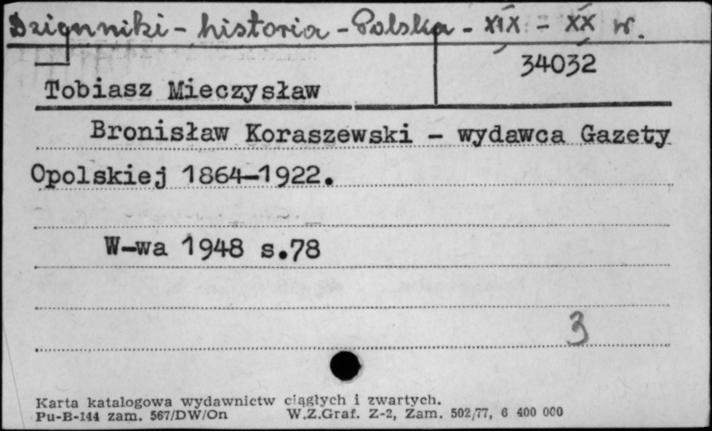 Dzienniki - historia - Polska - XIX - XX w.
34032
Tobiasz Mieczysław
Bronisław Koraszewski - wydawca Gazety
Opolskiej 1864-1922.
W-wa 1948 s.78
3
Karta katalogowa wydawnictw ciągłych i zwartych.
Pu-B-144 zam. 567/DW/On W.Z.Graf. Z-2, Zam. 502/77, 6 400 000